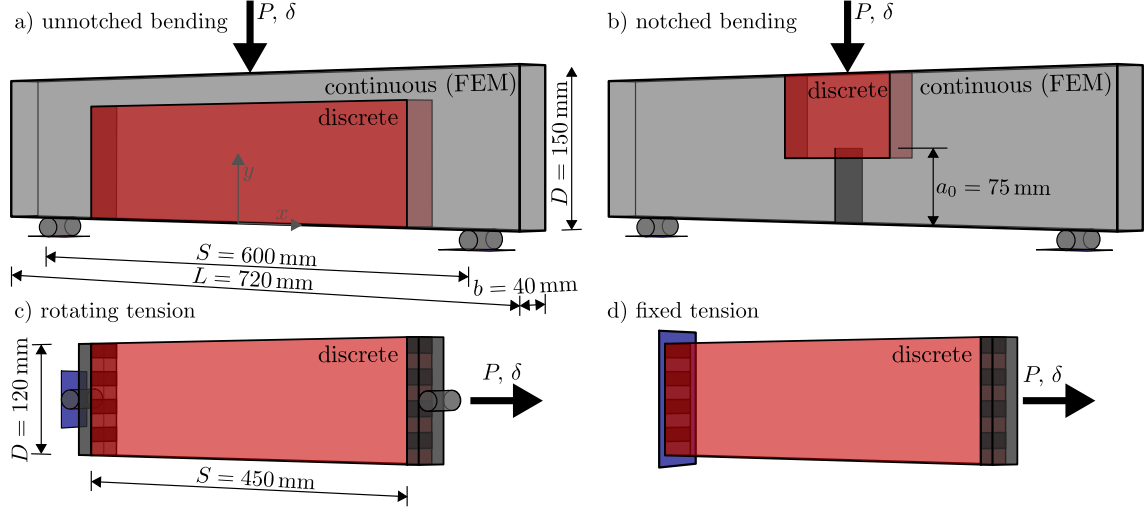 a) unnotched bending
P, δ
continuous (FEM)
discrete
y
x
D = 150 mm
S = 600 mm
L = 720 mm
b = 40 mm
b) notched bending
P, δ
discrete
continuous (FEM)
a₀ = 75 mm
c) rotating tension
discrete
D = 120 mm
P, δ
S = 450 mm
d) fixed tension
discrete
P, δ